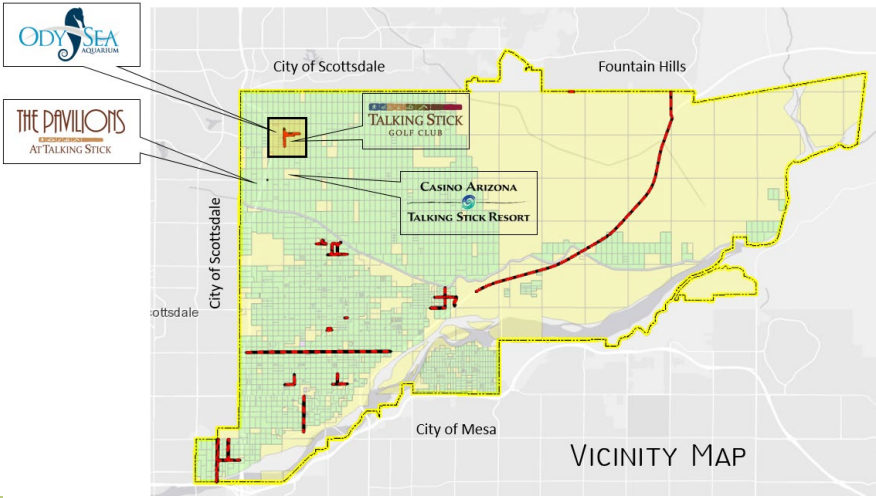 ODYSEA
AQUARIUM
City of Scottsdale
Fountain Hills
THE PAVILIONS
AT TALKING STICK
TALKING STICK
GOLF CLUB
CASINO ARIZONA
TALKING STICK RESORT
City of Scottsdale
ottsdale
City of Mesa
VICINITY MAP